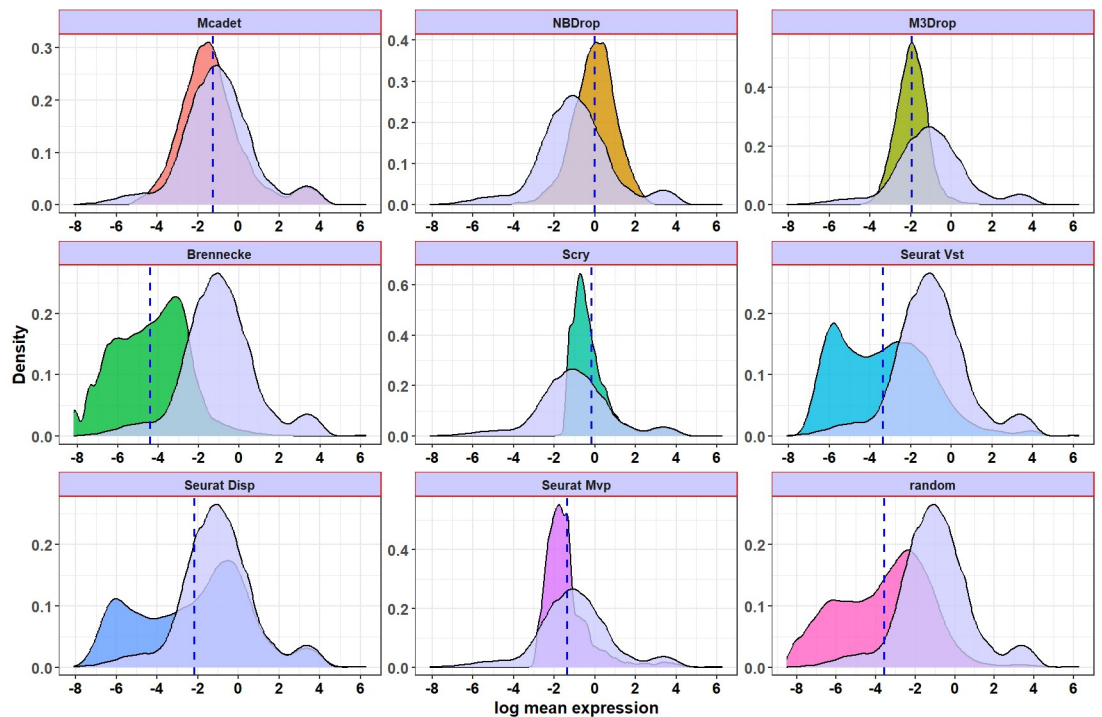 Mcadet NBDrop M3Drop
0.3 0.4
0.3 0.4
0.2
0.2 0.2
0.1
0.1
0.0 0.0 0.0
-8 -6 -4 -2 0 2 4 6 -8 -6 -4 -2 0 2 4 6 -8 -6 -4 -2 0 2 4 6
Brennecke Scry Seurat Vst
0.6
0.2 0.4 0.2
0.1 0.2 0.1
0.0 0.0 0.0
-8 -6 -4 -2 0 2 4 6 -8 -6 -4 -2 0 2 4 6 -8 -6 -4 -2 0 2 4 6
Density
Seurat Disp Seurat Mvp random
0.2 0.4 0.2
0.1 0.2 0.1
0.0 0.0 0.0
-8 -6 -4 -2 0 2 4 6 -8 -6 -4 -2 0 2 4 6 -8 -6 -4 -2 0 2 4 6
log mean expression